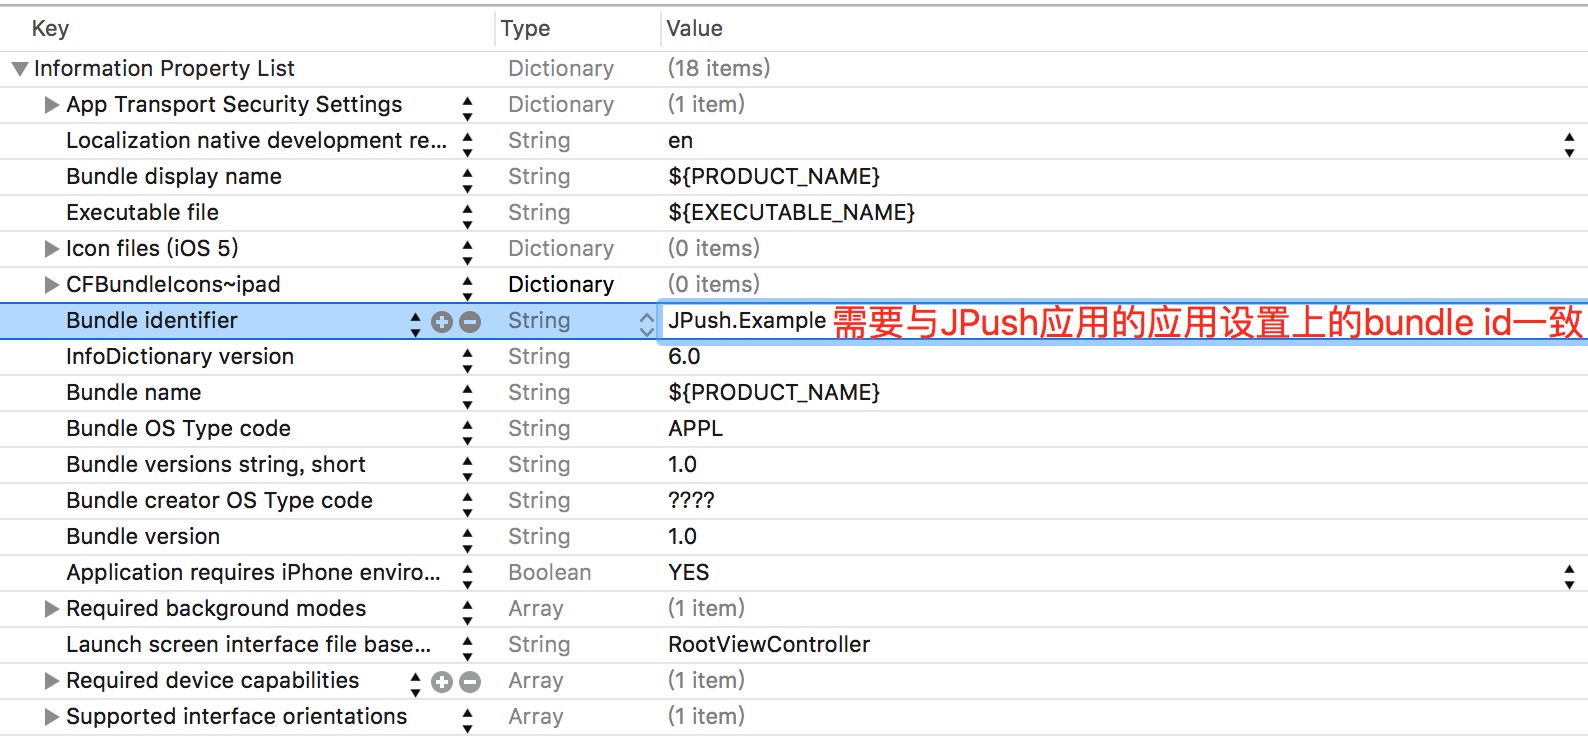 Key Type Value
Information Property List Dictionary (18 items)
App Transport Security Settings Dictionary (1 item)
Localization native development re... String en
Bundle display name String ${PRODUCT_NAME}
Executable file String ${EXECUTABLE_NAME}
Icon files (iOS 5) Dictionary (0 items)
CFBundleIcons~ipad Dictionary (0 items)
Bundle identifier String JPush.Example 需要与JPush应用的应用设置上的bundle id一致
InfoDictionary version String 6.0
Bundle name String ${PRODUCT_NAME}
Bundle OS Type code String APPL
Bundle versions string, short String 1.0
Bundle creator OS Type code String ????
Bundle version String 1.0
Application requires iPhone enviro... Boolean YES
Required background modes Array (1 item)
Launch screen interface file base... String RootViewController
Required device capabilities Array (1 item)
Supported interface orientations Array (1 item)